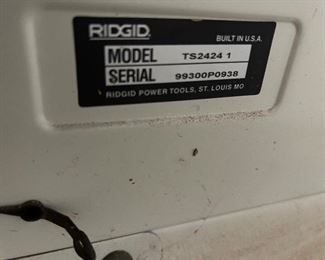 RIDGID. BUILT IN U.S.A.
MODEL TS2424 1
SERIAL 99300P0938
RIDGID POWER TOOLS, ST. LOUIS MO